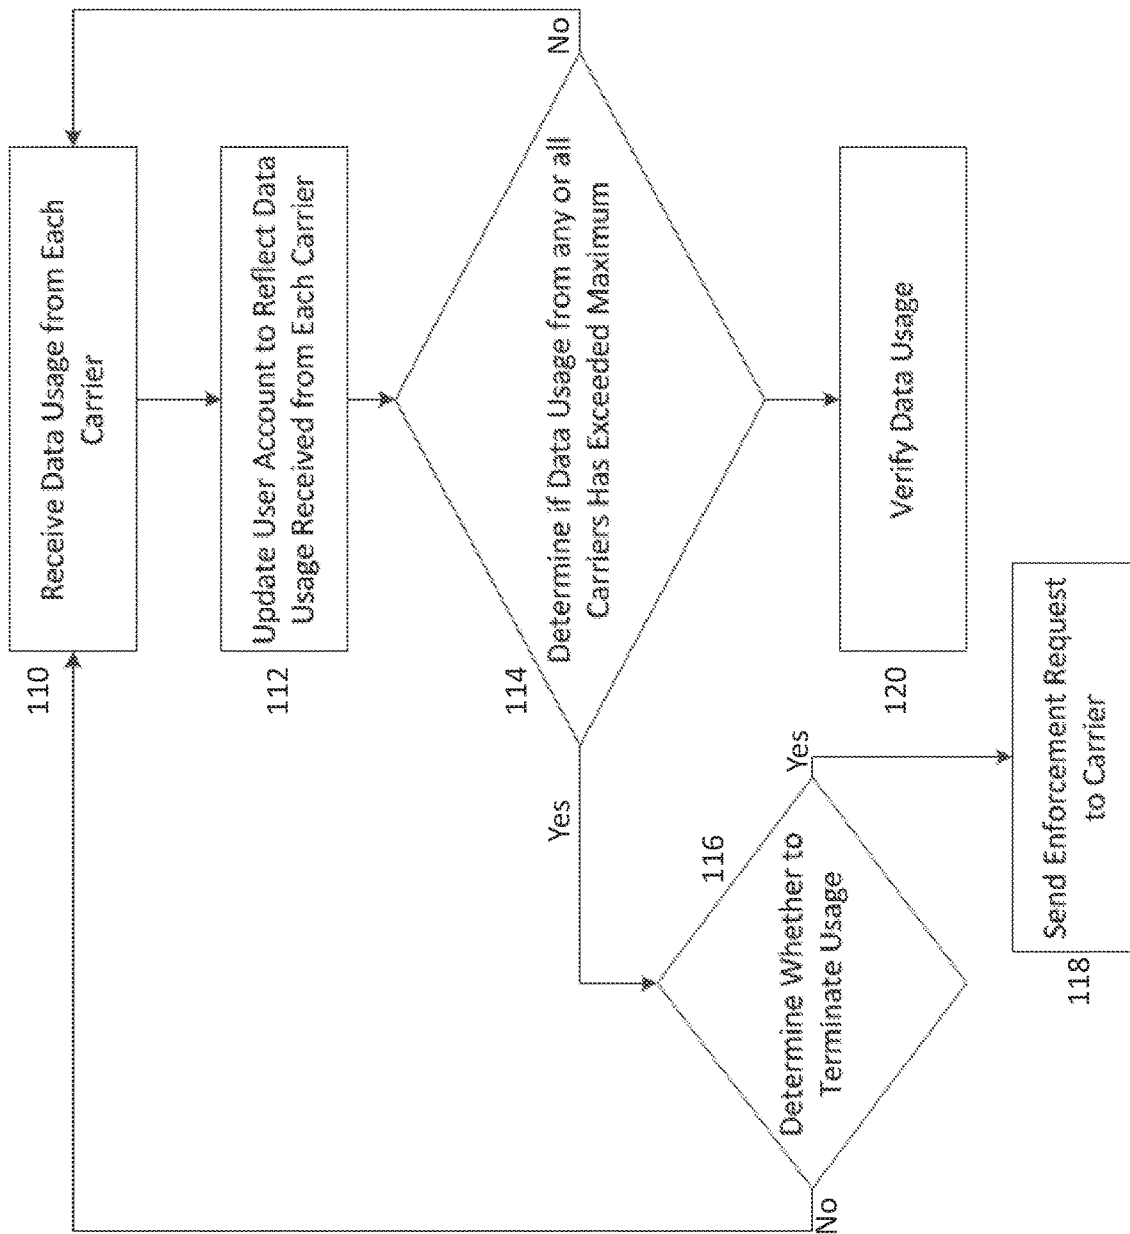 Receive Data Usage from Each
Carrier
110
Update User Account to Reflect Data
Usage Received from Each Carrier
112
No
Determine if Data Usage from any or all
Carriers Has Exceeded Maximum
114
Yes
Verify Data Usage
120
116
Determine Whether to
Terminate Usage
Yes
No
Send Enforcement Request
to Carrier
118